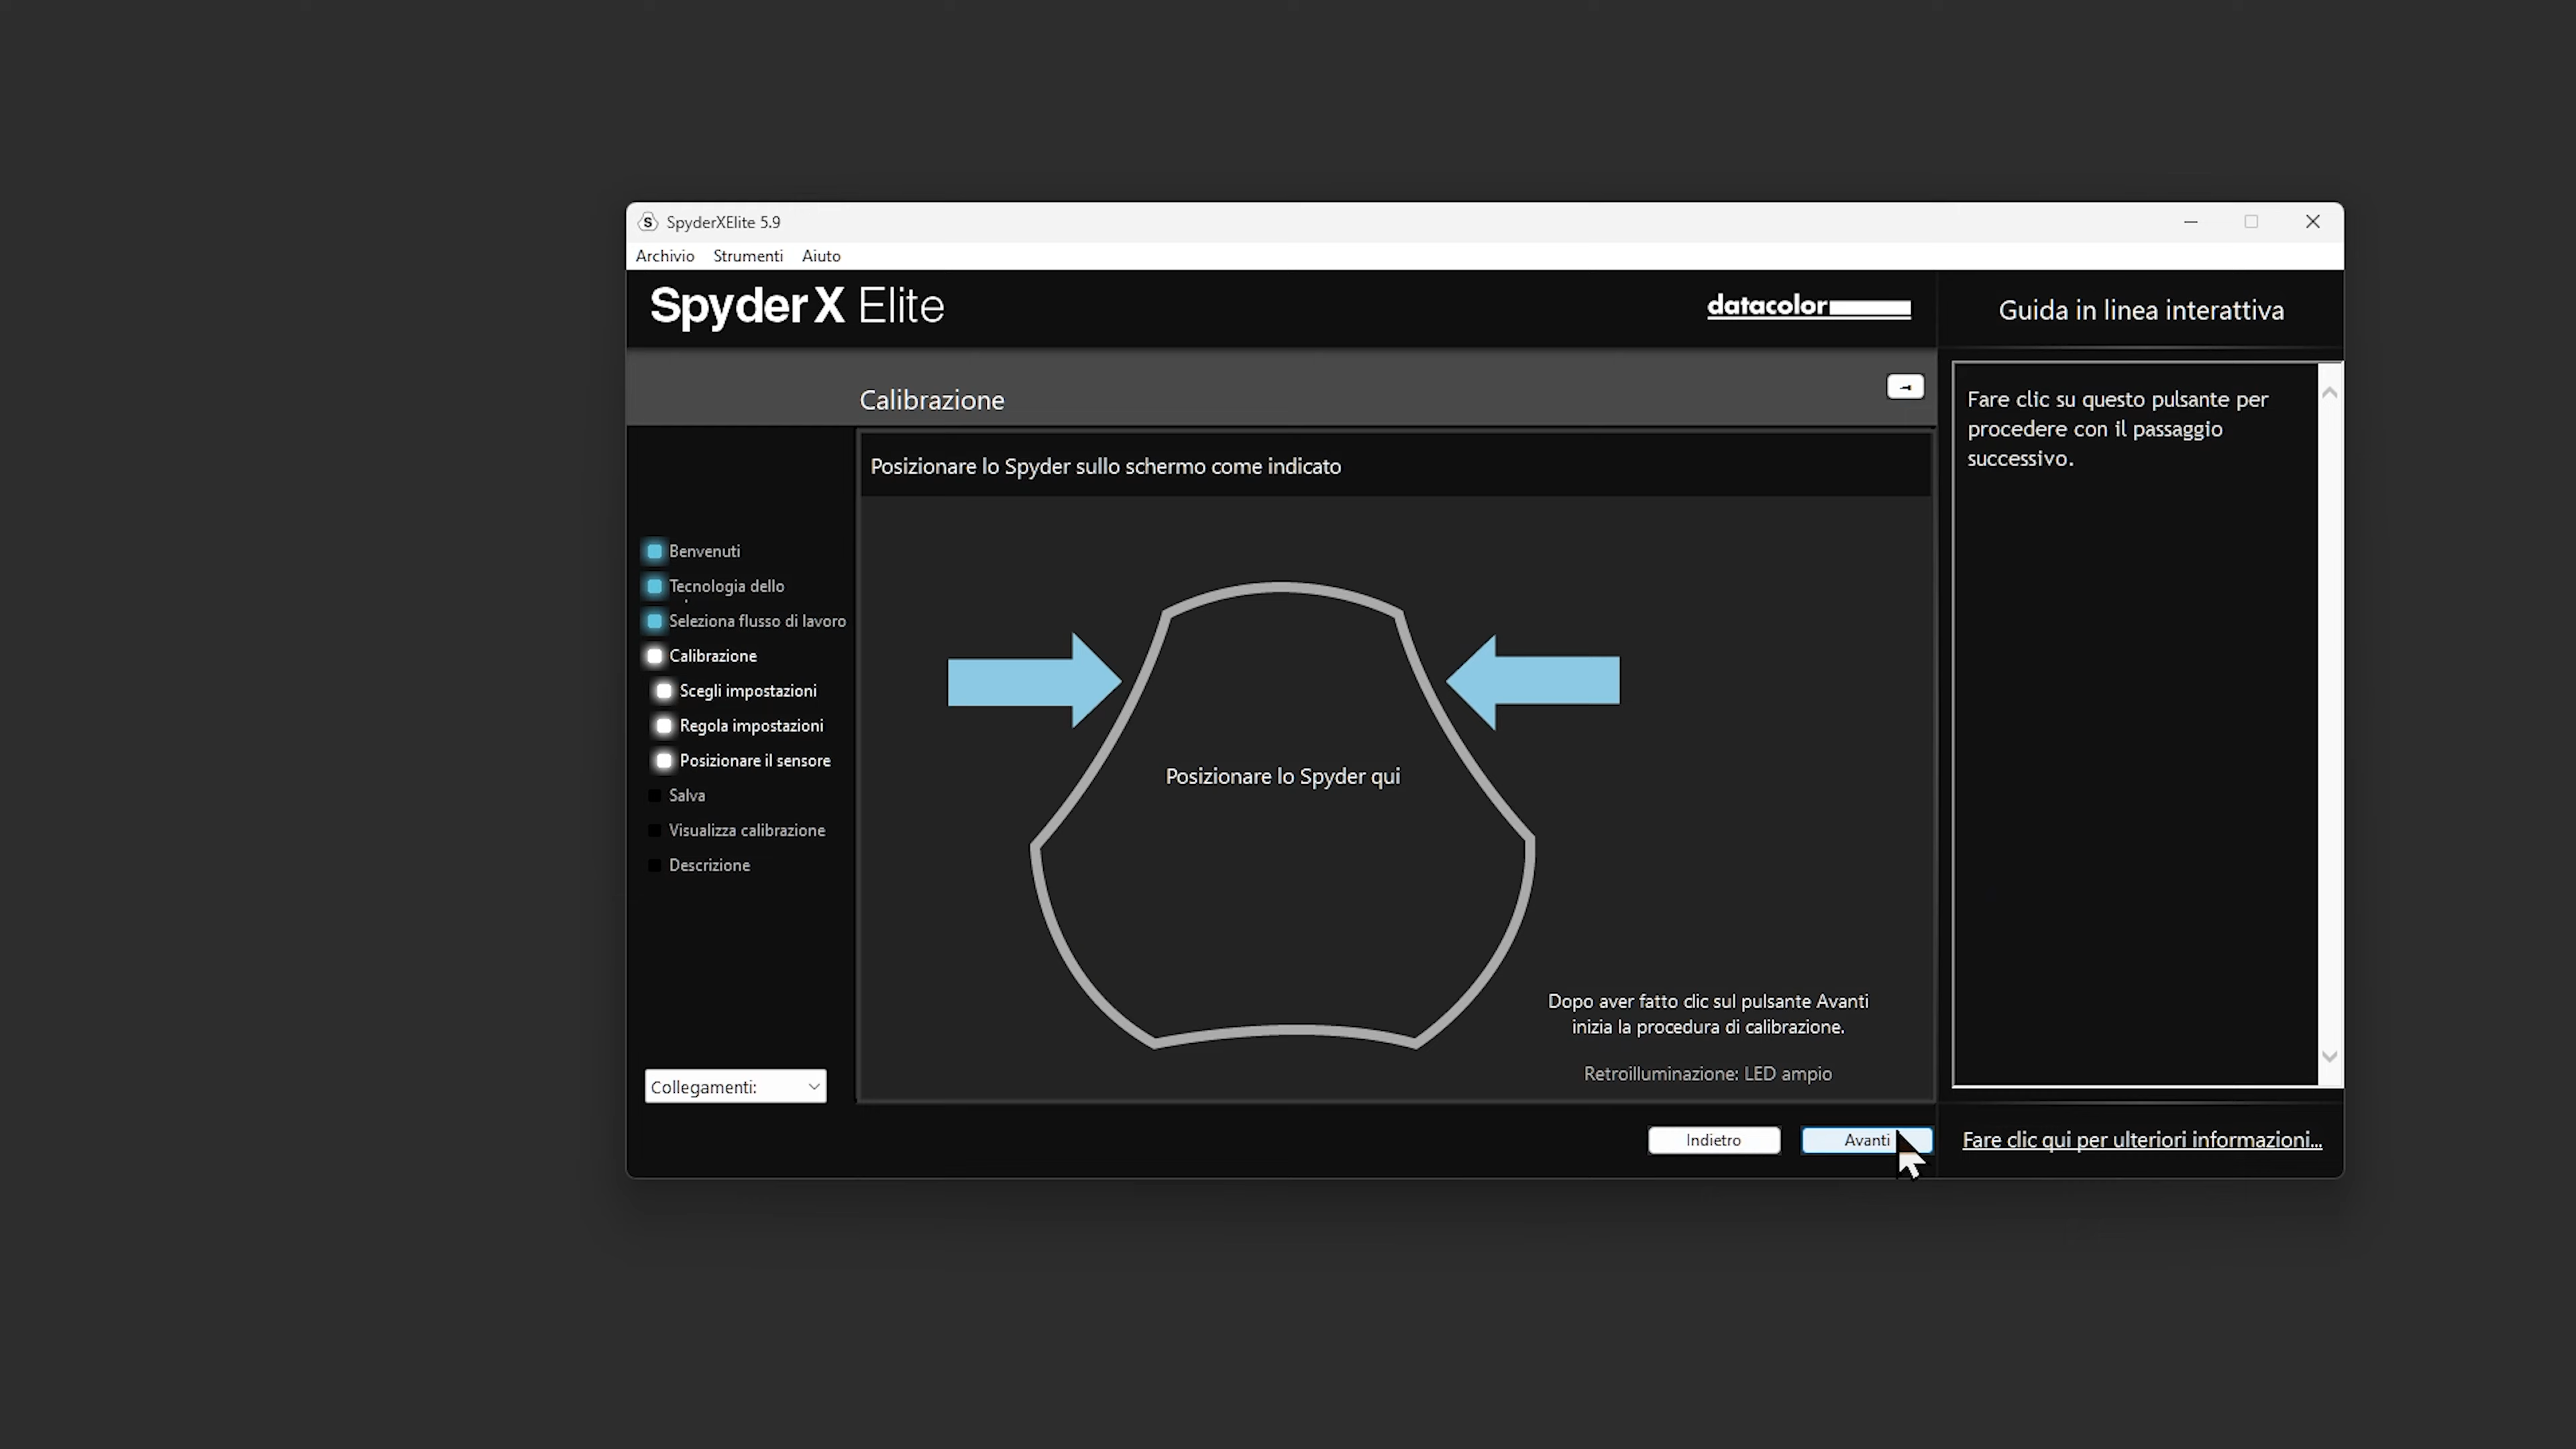 SpyderXElite 5.9
Archivio Strumenti Aiuto
SpyderX Elite
datacolor
Guida in linea interattiva
Calibrazione
Fare clic su questo pulsante per
procedere con il passaggio
successivo.
Posizionare lo Spyder sullo schermo come indicato
Benvenuti
Tecnologia dello
Seleziona flusso di lavoro
Calibrazione
Scegli impostazioni
Regola impostazioni
Posizionare il sensore
Salva
Visualizza calibrazione
Descrizione
Posizionare lo Spyder qui
Dopo aver fatto clic sul pulsante Avanti
inizia la procedura di calibrazione.
Retroilluminazione: LED ampio
Collegamenti:
Indietro
Avanti
Fare clic qui per ulteriori informazioni...